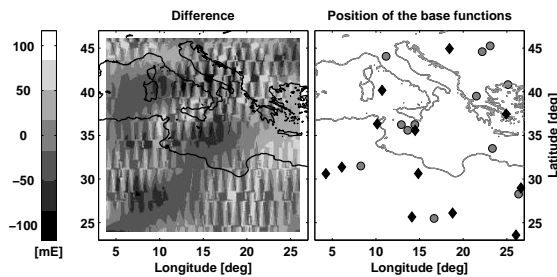 Difference
Position of the base functions
100
50
0
−50
−100
[mE]
45
40
35
30
25
5 10 15 20 25
Longitude [deg]
45
40
35
30
25
5 10 15 20 25
Longitude [deg]
Latitude [deg]